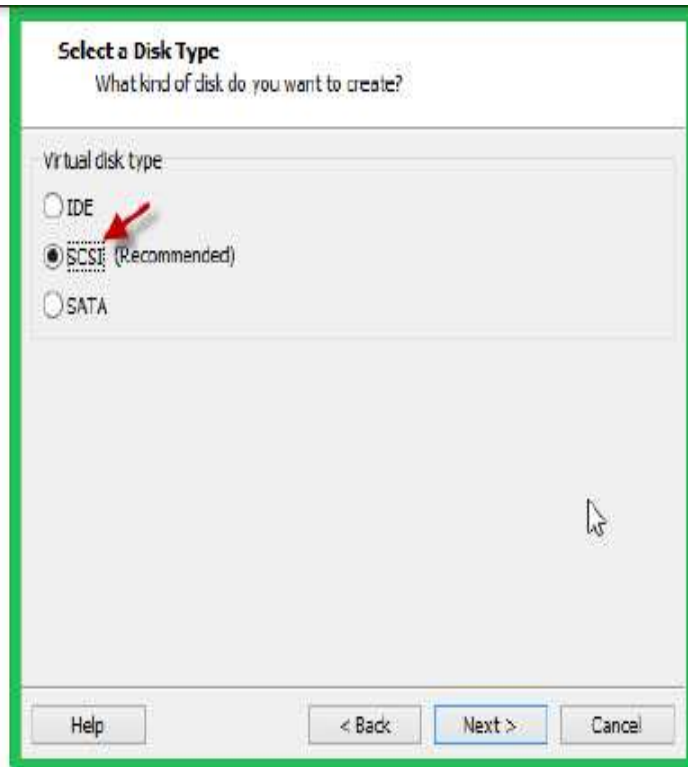 Select a Disk Type
What kind of disk do you want to create?
Virtual disk type
IDE
SCSI (Recommended)
SATA
Help < Back Next > Cancel